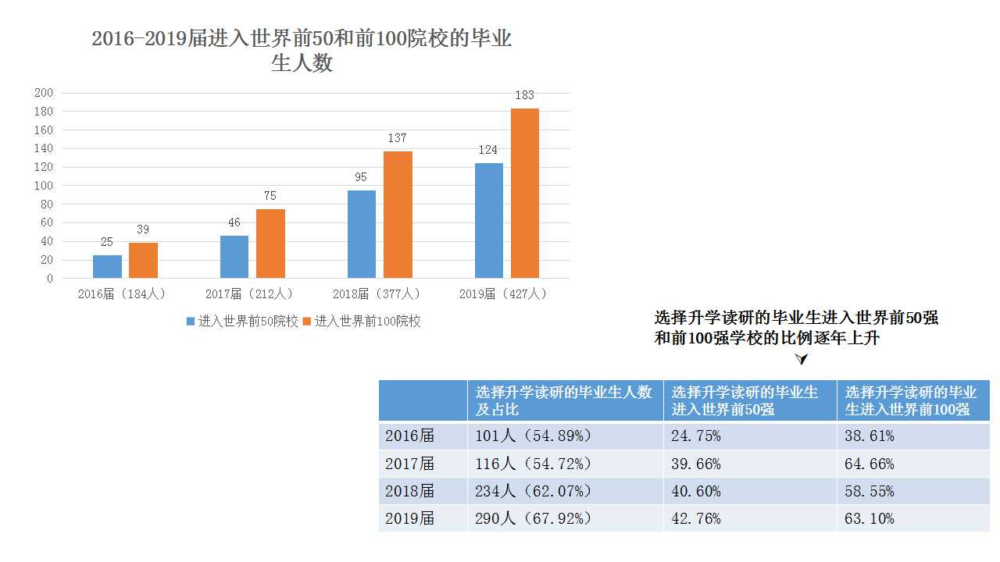 2016-2019届进入世界前50和前100院校的毕业
生人数
200
180
160
140
120
100
80
60
40
20
0
25
39
46
75
95
137
124
183
2016届（184人）
2017届（212人）
2018届（377人）
2019届（427人）
进入世界前50院校
进入世界前100院校
选择升学读研的毕业生进入世界前50强
和前100强学校的比例逐年上升
选择升学读研的毕业生人数
及占比
选择升学读研的毕业生
进入世界前50强
选择升学读研的毕业
生进入世界前100强
2016届 101人（54.89%） 24.75% 38.61%
2017届 116人（54.72%） 39.66% 64.66%
2018届 234人（62.07%） 40.60% 58.55%
2019届 290人（67.92%） 42.76% 63.10%